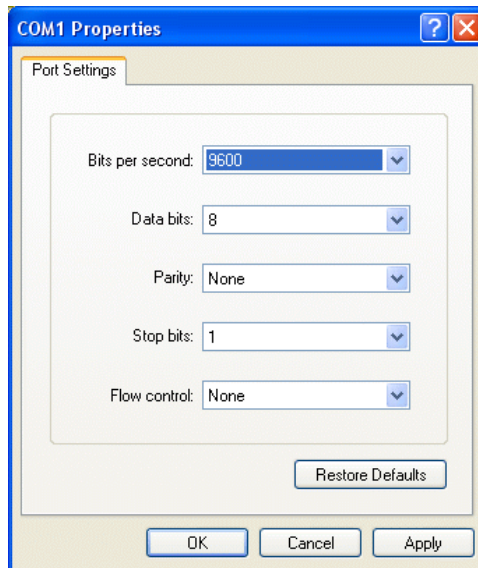 COM1 Properties
Port Settings
Bits per second: 9600
Data bits: 8
Parity: None
Stop bits: 1
Flow control: None
Restore Defaults
OK Cancel Apply